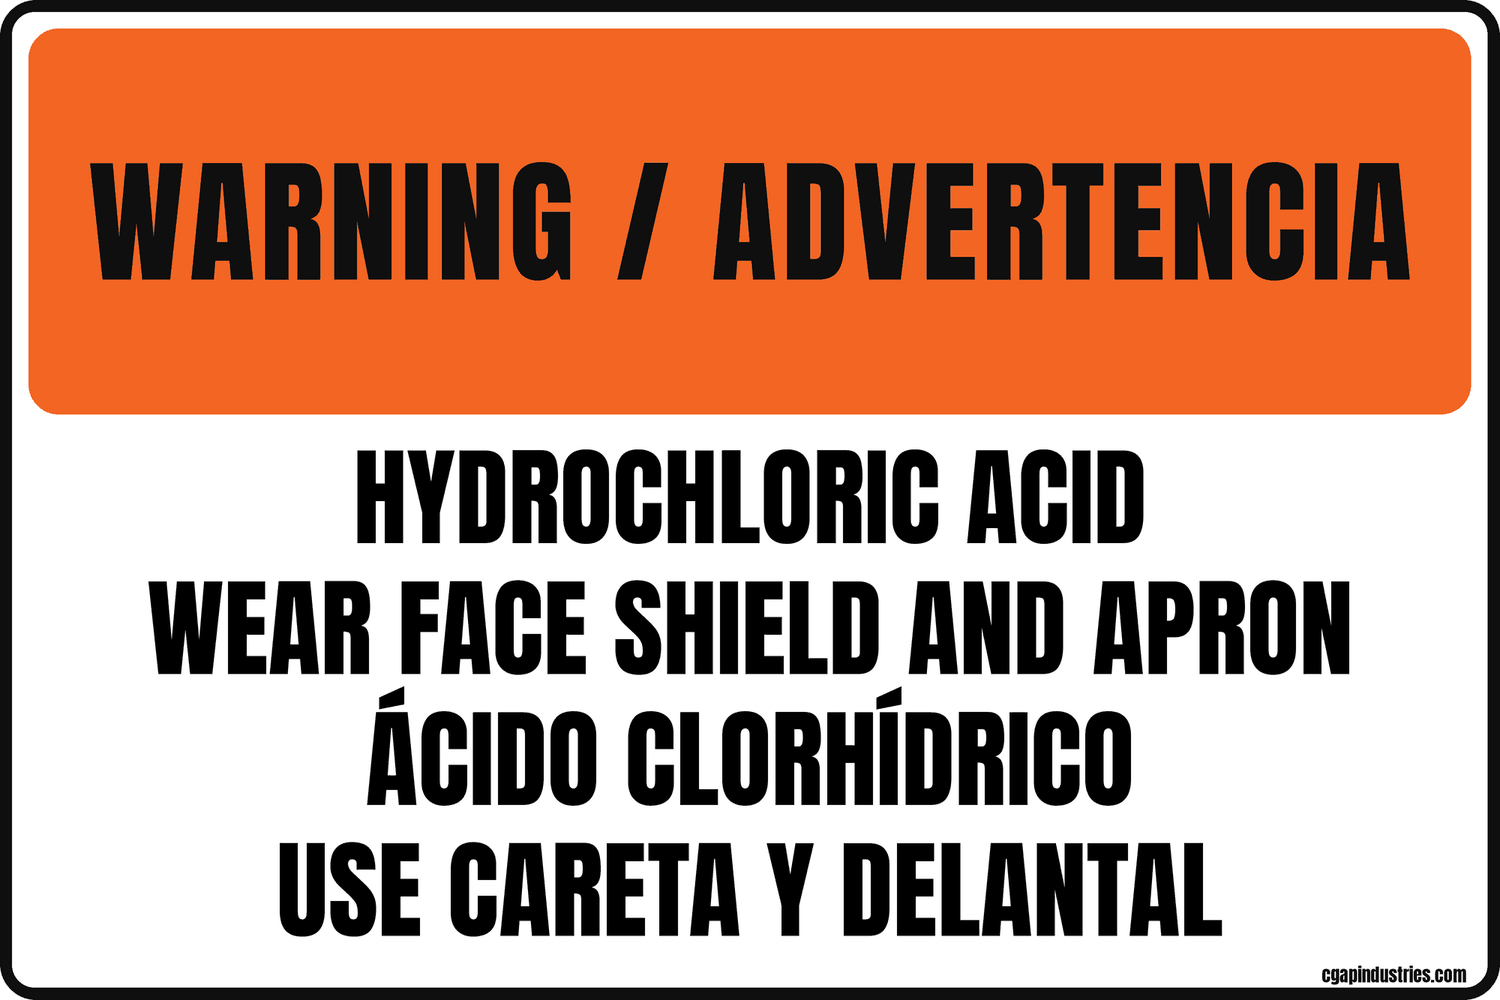 WARNING / ADVERTENCIA
HYDROCHLORIC ACID
WEAR FACE SHIELD AND APRON
ÁCIDO CLORHÍDRICO
USE CARETA Y DELANTAL
cgapindustries.com